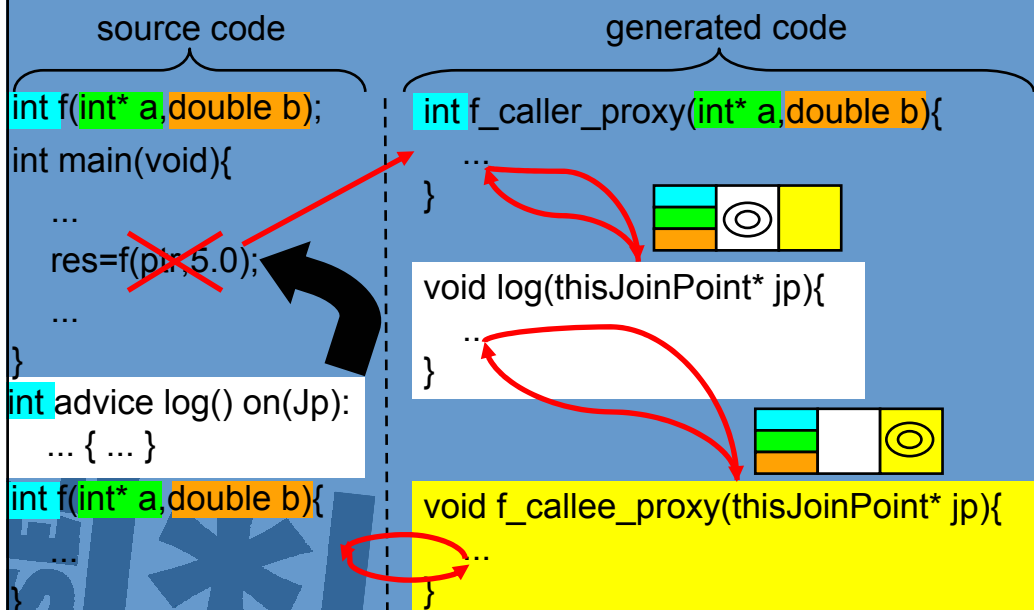 source code
int f(int* a,double b);
int main(void){
...
res=f(ptr,5.0);
...
}
int advice log() on(Jp):
... { ... }
int f(int* a,double b){
...
}
generated code
int f_caller_proxy(int* a,double b){
...
}
void log(thisJoinPoint* jp){
...
}
void f_callee_proxy(thisJoinPoint* jp){
...
}
SE